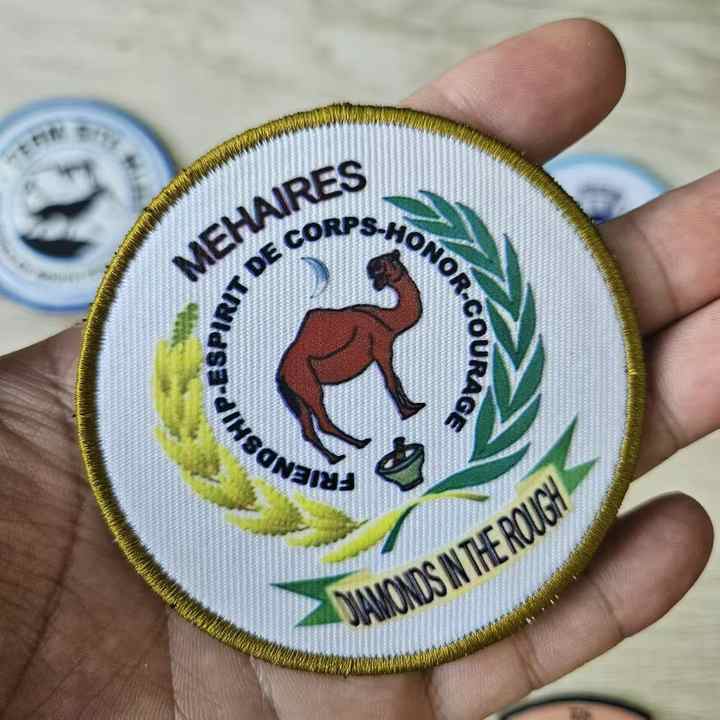 MEHAIRES
FRIENDSHIP-ESPIRIT DE CORPS-HONOR-COURAGE
DIAMONDS IN THE ROUGH